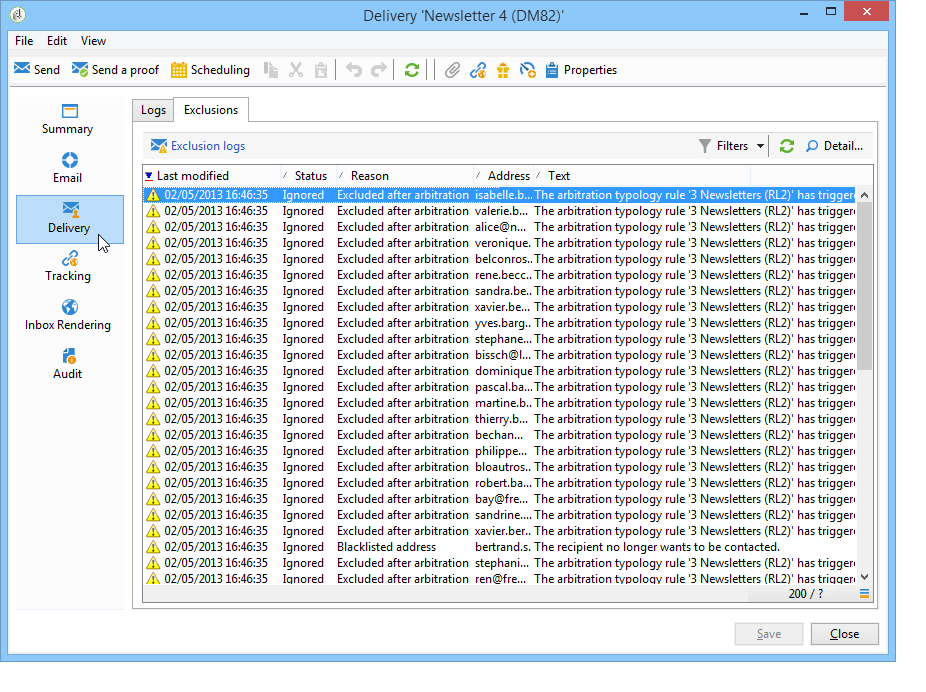 Delivery 'Newsletter 4 (DM82)'
File Edit View
Send Send a proof Scheduling Properties
Summary
Email
Delivery
Tracking
Inbox Rendering
Audit
Logs Exclusions
Exclusion logs Filters Detail...
Last modified Status Reason Address Text
02/05/2013 16:46:35 Ignored Excluded after arbitration isabelle.b... The arbitration typology rule '3 Newsletters (RL2)' has trigger
02/05/2013 16:46:35 Ignored Excluded after arbitration valerie.b... The arbitration typology rule '3 Newsletters (RL2)' has trigger
02/05/2013 16:46:35 Ignored Excluded after arbitration alice@n... The arbitration typology rule '3 Newsletters (RL2)' has trigger
02/05/2013 16:46:35 Ignored Excluded after arbitration veronique. The arbitration typology rule '3 Newsletters (RL2)' has trigger
02/05/2013 16:46:35 Ignored Excluded after arbitration belconros.. The arbitration typology rule '3 Newsletters (RL2)' has trigger
02/05/2013 16:46:35 Ignored Excluded after arbitration rene.becc... The arbitration typology rule '3 Newsletters (RL2)' has trigger
02/05/2013 16:46:35 Ignored Excluded after arbitration sandra.be.. The arbitration typology rule '3 Newsletters (RL2)' has trigger
02/05/2013 16:46:35 Ignored Excluded after arbitration xavier.be... The arbitration typology rule '3 Newsletters (RL2)' has trigger
02/05/2013 16:46:35 Ignored Excluded after arbitration yves.barg.. The arbitration typology rule '3 Newsletters (RL2)' has trigger
02/05/2013 16:46:35 Ignored Excluded after arbitration stephane... The arbitration typology rule '3 Newsletters (RL2)' has trigger
02/05/2013 16:46:35 Ignored Excluded after arbitration bissch@l... The arbitration typology rule '3 Newsletters (RL2)' has trigger
02/05/2013 16:46:35 Ignored Excluded after arbitration dominique The arbitration typology rule '3 Newsletters (RL2)' has trigger
02/05/2013 16:46:35 Ignored Excluded after arbitration pascal.ba... The arbitration typology rule '3 Newsletters (RL2)' has trigger
02/05/2013 16:46:35 Ignored Excluded after arbitration martine.b.. The arbitration typology rule '3 Newsletters (RL2)' has trigger
02/05/2013 16:46:35 Ignored Excluded after arbitration thierry.b... The arbitration typology rule '3 Newsletters (RL2)' has trigger
02/05/2013 16:46:35 Ignored Excluded after arbitration bechan... The arbitration typology rule '3 Newsletters (RL2)' has trigger
02/05/2013 16:46:35 Ignored Excluded after arbitration philippe... The arbitration typology rule '3 Newsletters (RL2)' has trigger
02/05/2013 16:46:35 Ignored Excluded after arbitration bloautros.. The arbitration typology rule '3 Newsletters (RL2)' has trigger
02/05/2013 16:46:35 Ignored Excluded after arbitration robert.ba... The arbitration typology rule '3 Newsletters (RL2)' has trigger
02/05/2013 16:46:35 Ignored Excluded after arbitration bay@fre... The arbitration typology rule '3 Newsletters (RL2)' has trigger
02/05/2013 16:46:35 Ignored Excluded after arbitration sandrine.... The arbitration typology rule '3 Newsletters (RL2)' has trigger
02/05/2013 16:46:35 Ignored Excluded after arbitration xavier.ber.. The arbitration typology rule '3 Newsletters (RL2)' has trigger
02/05/2013 16:46:35 Ignored Blacklisted address bertrand.s. The recipient no longer wants to be contacted.
02/05/2013 16:46:35 Ignored Excluded after arbitration stephani... The arbitration typology rule '3 Newsletters (RL2)' has trigger
02/05/2013 16:46:35 Ignored Excluded after arbitration ren@fre... The arbitration typology rule '3 Newsletters (RL2)' has trigger
200 / ?
Save Close